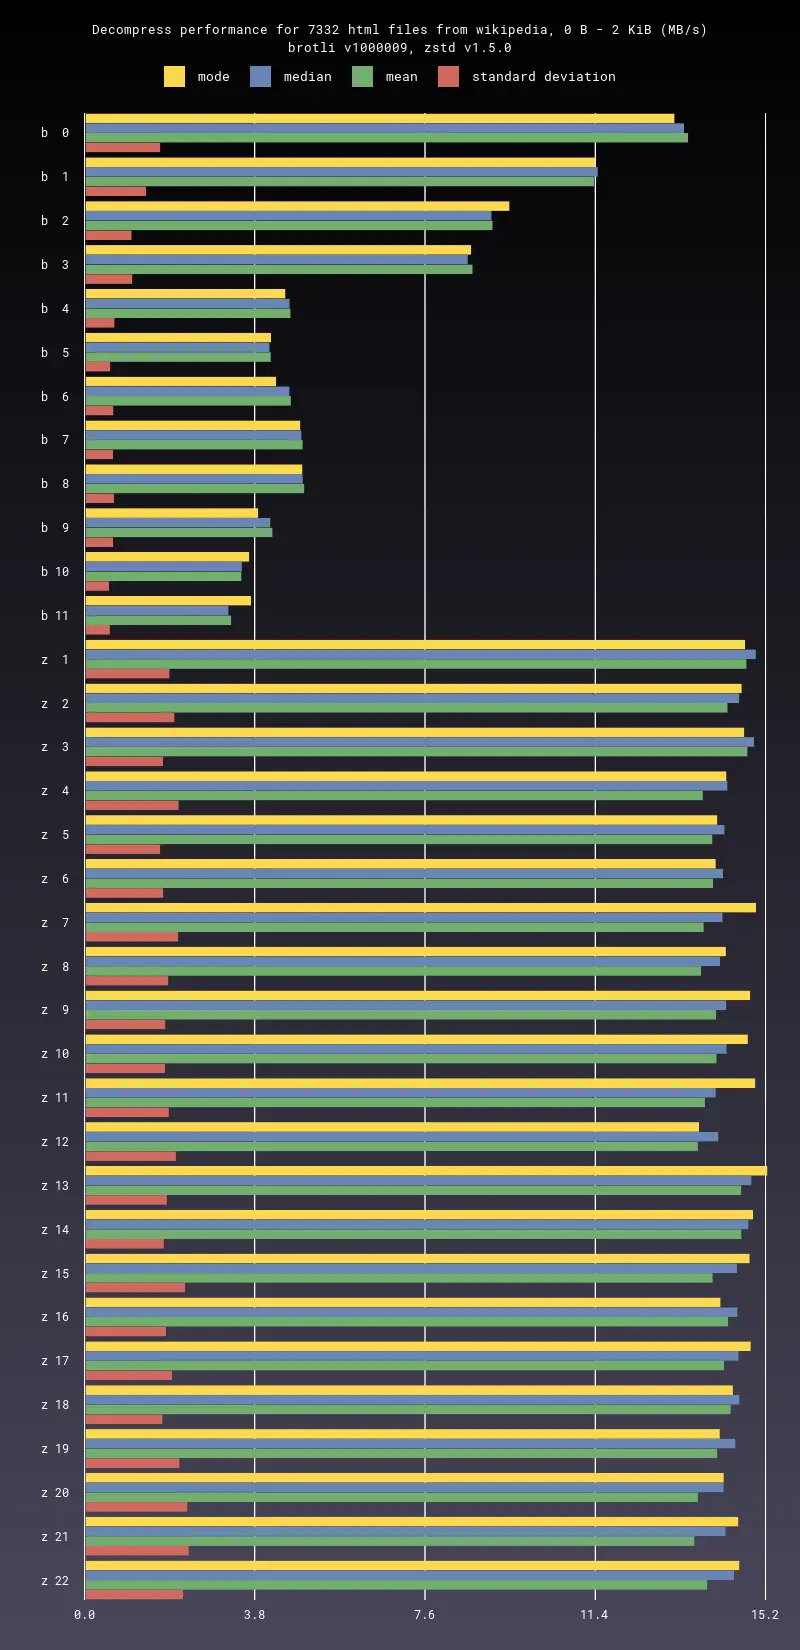 Decompress performance for 7332 html files from wikipedia, 0 B - 2 KiB (MB/s)
brotli v1000009, zstd v1.5.0
mode median mean standard deviation
b 0
b 1
b 2
b 3
b 4
b 5
b 6
b 7
b 8
b 9
b 10
b 11
z 1
z 2
z 3
z 4
z 5
z 6
z 7
z 8
z 9
z 10
z 11
z 12
z 13
z 14
z 15
z 16
z 17
z 18
z 19
z 20
z 21
z 22
0.0 3.8 7.6 11.4 15.2